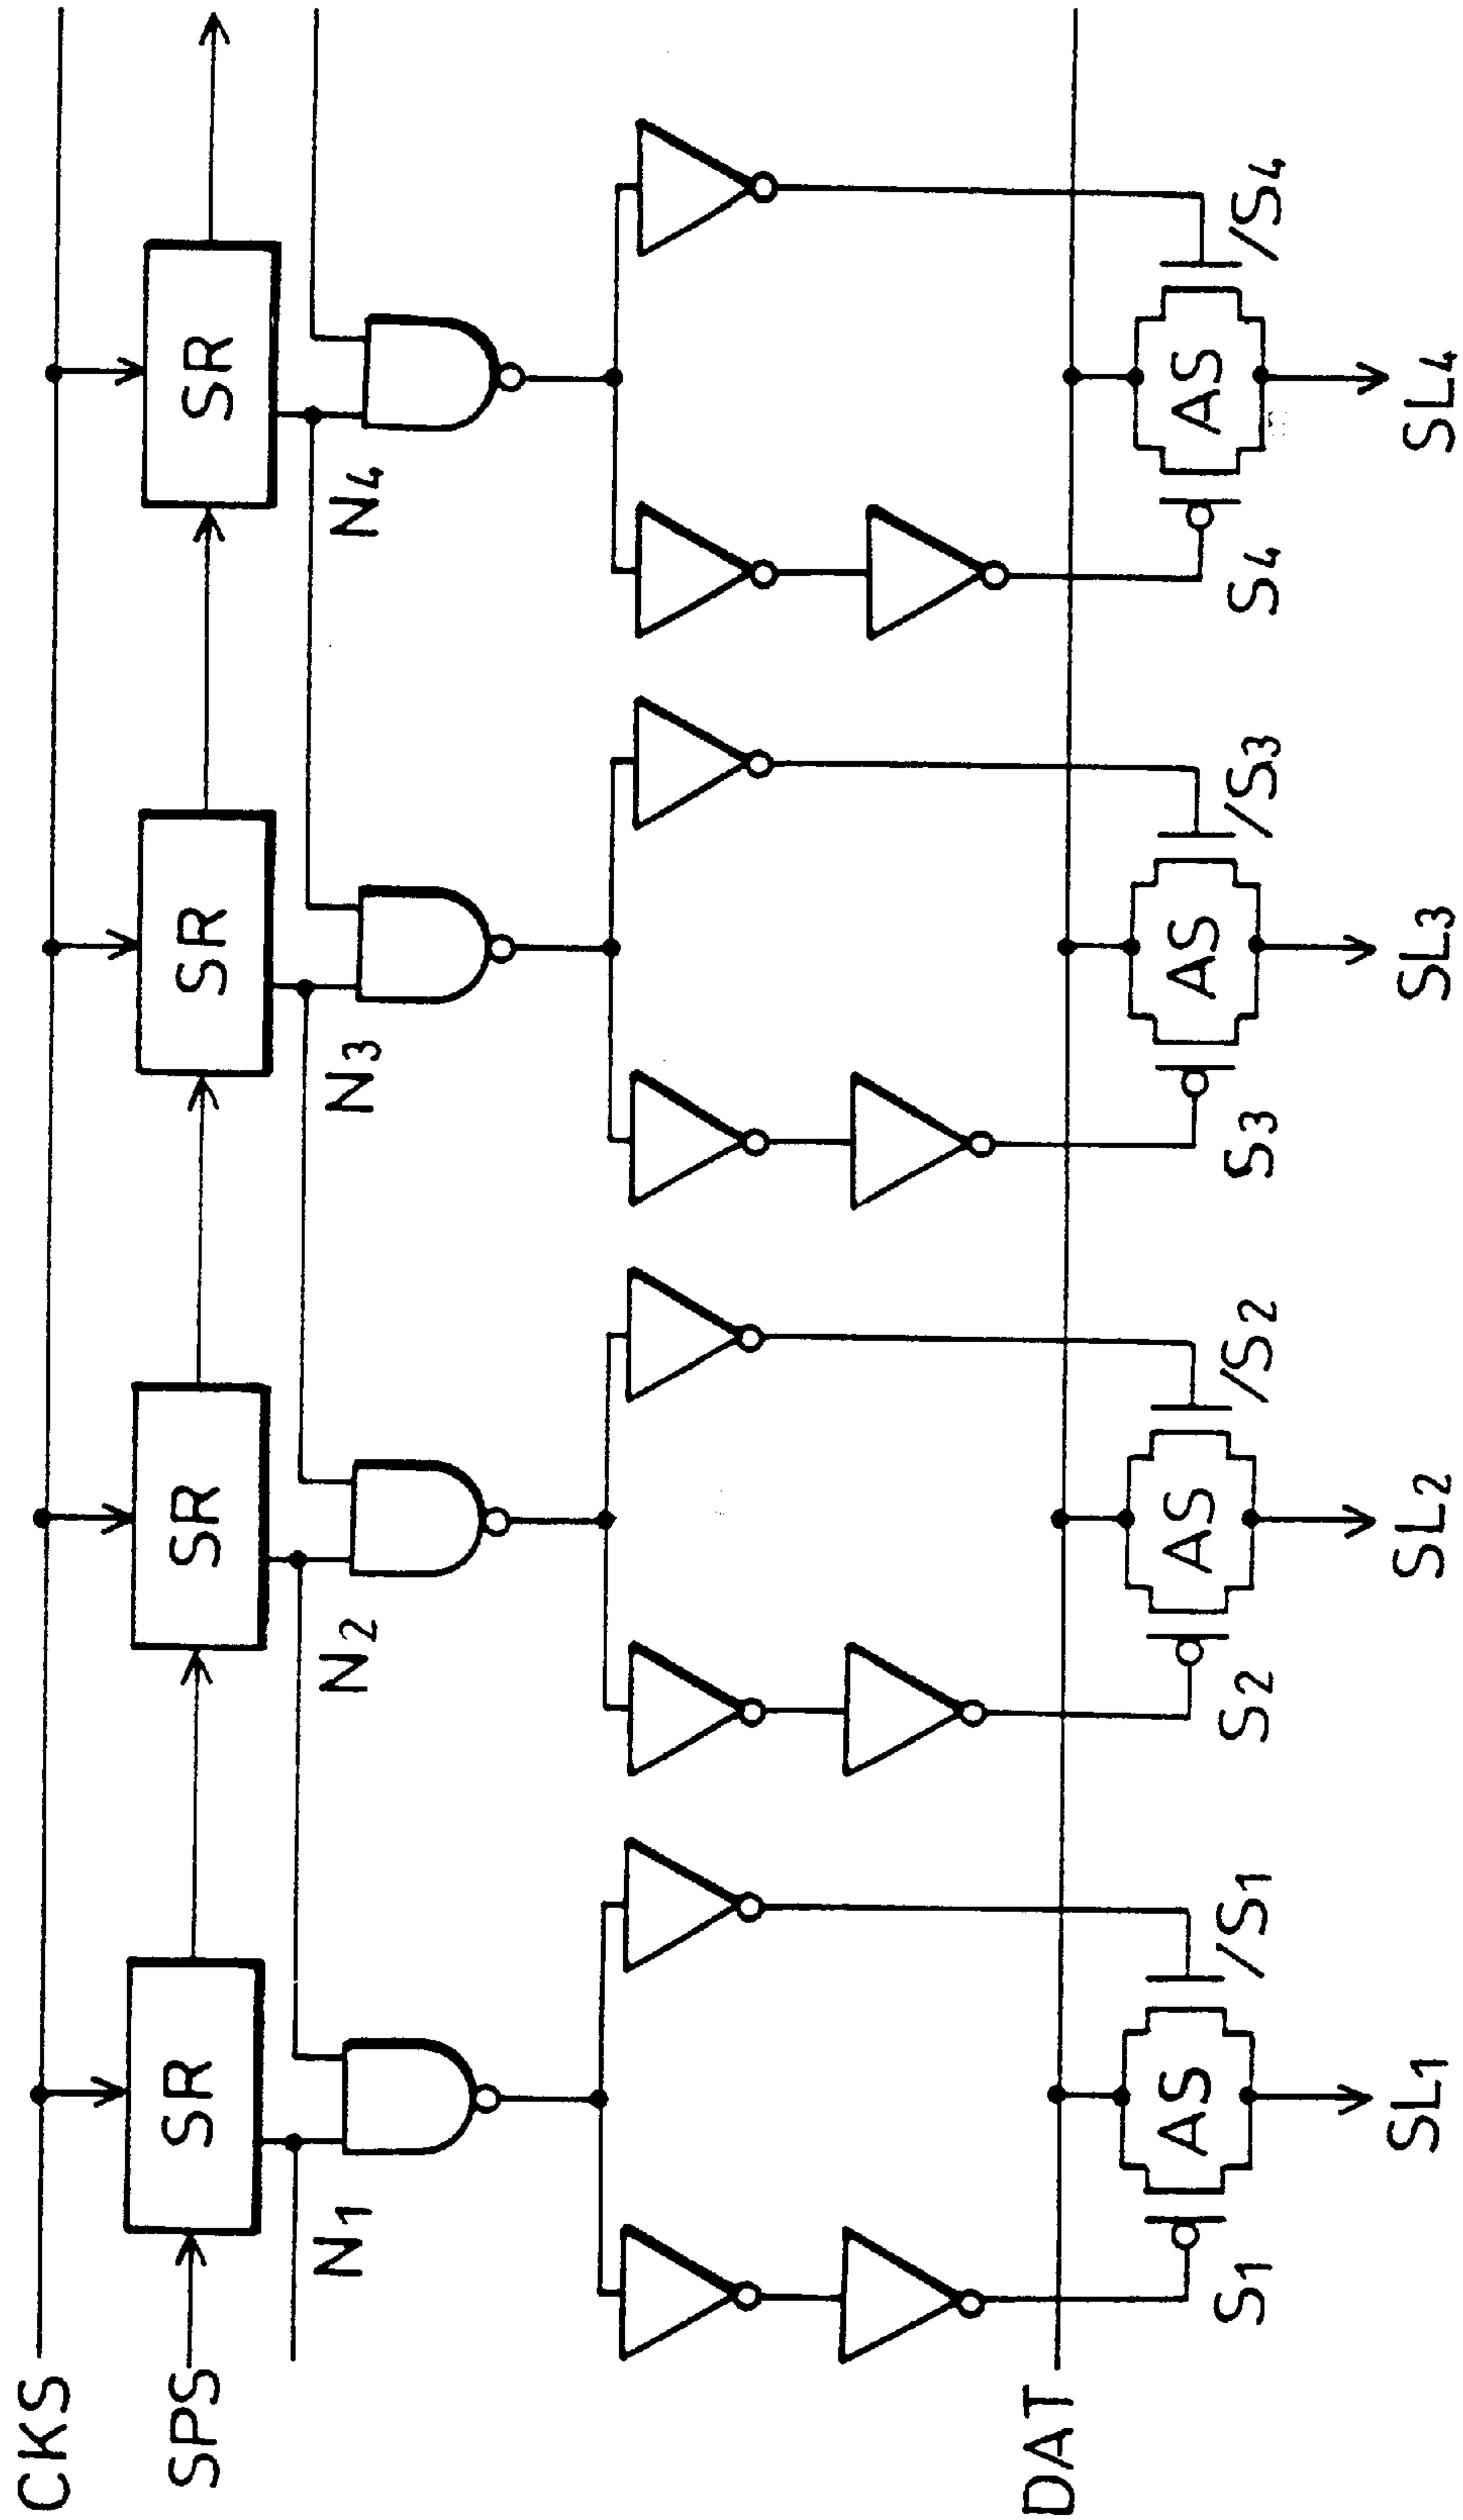 CKS
SPS
SR SR SR SR
N1 N2 N3 N4
DAT
AS AS AS AS
S1 /S1 S2 /S2 S3 /S3 S4 /S4
SL1 SL2 SL3 SL4